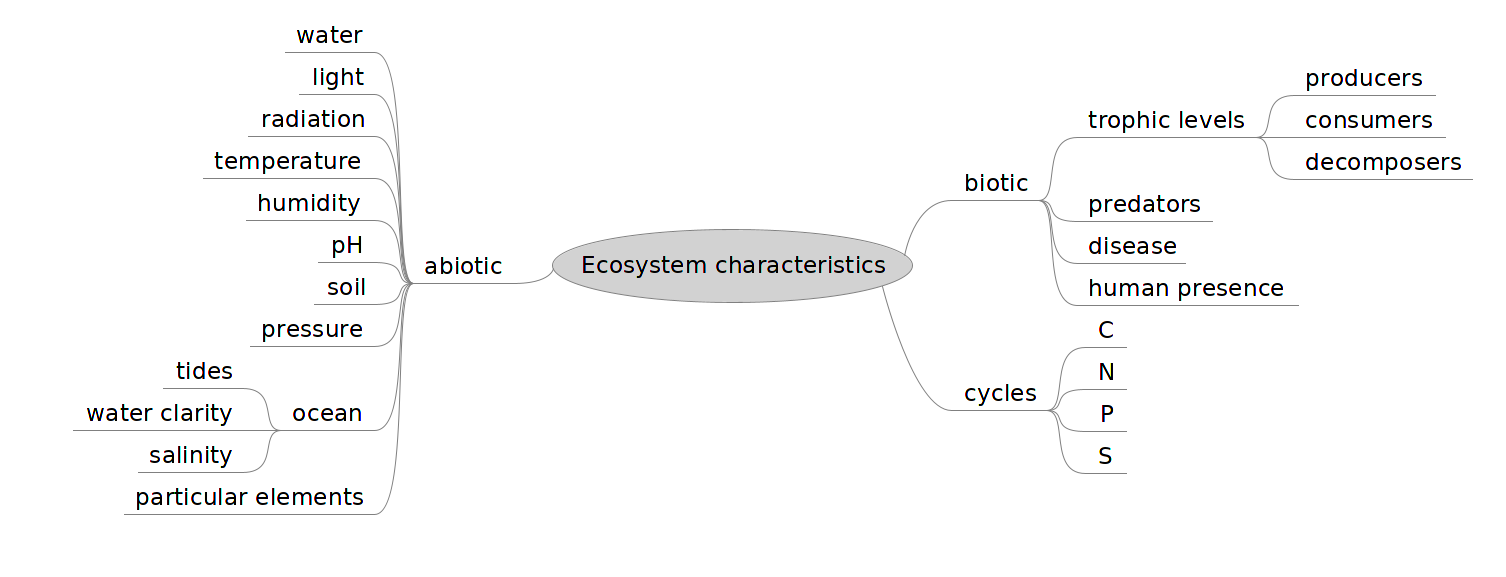 Ecosystem characteristics
abiotic
water
light
radiation
temperature
humidity
pH
soil
pressure
ocean
tides
water clarity
salinity
particular elements
biotic
trophic levels
producers
consumers
decomposers
predators
disease
human presence
cycles
C
N
P
S